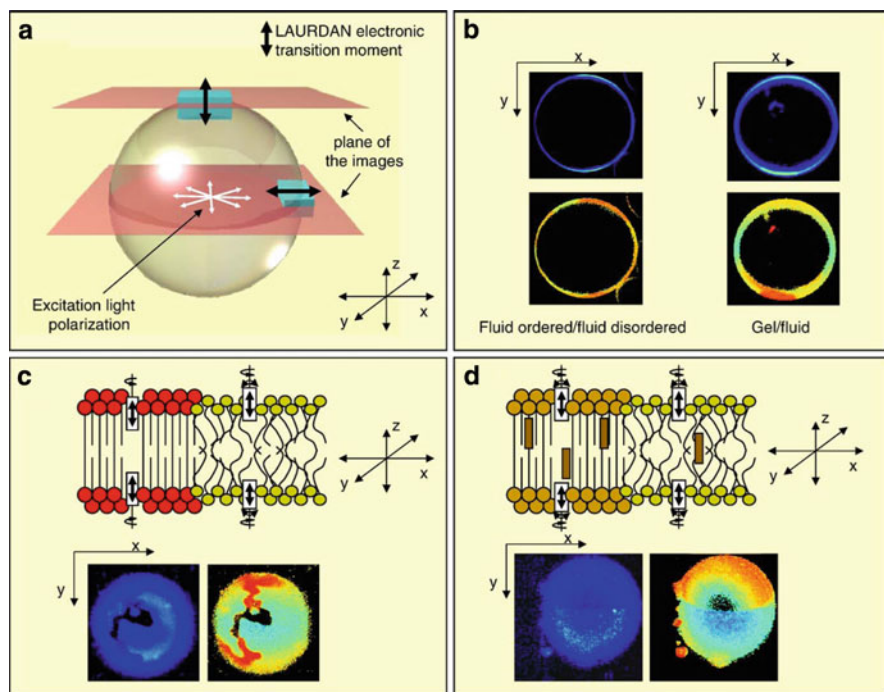 a
LAURDAN electronic
transition moment
plane of
the images
Excitation light
polarization
z
y
x
b
x
y
x
y
Fluid ordered/fluid disordered
Gel/fluid
c
z
y
x
x
y
d
z
y
x
x
y